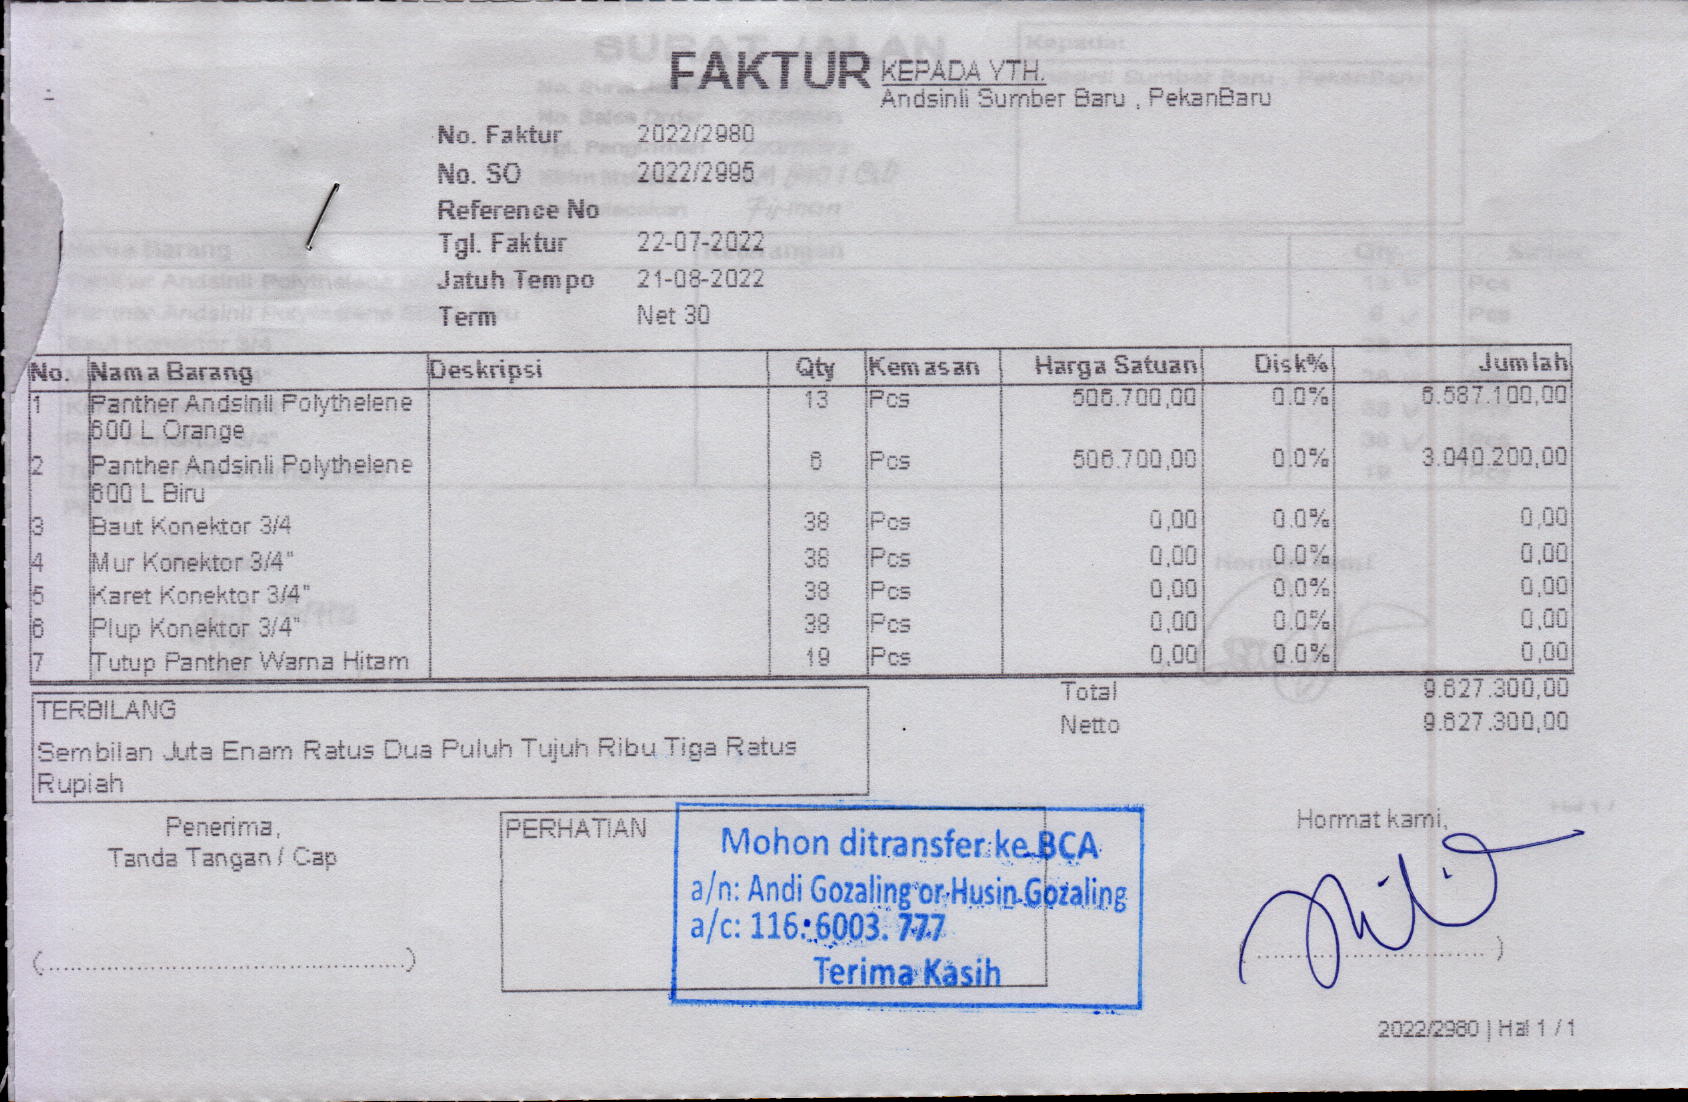 FAKTUR
KEPADA YTH.
Andsinli Sumber Baru , PekanBaru
No. Faktur 2022/2980
No. SO 2022/2995
Reference No
Tgl. Faktur 22-07-2022
Jatuh Tempo 21-08-2022
Term Net 30
No. Nama Barang Deskripsi Qty Kemasan Harga Satuan Disk% Jumlah
1 Panther Andsinli Polythelene 13 Pcs 506.700,00 0.0% 6.587.100,00
600 L Orange
2 Panther Andsinli Polythelene 6 Pcs 506.700,00 0.0% 3.040.200,00
600 L Biru
3 Baut Konektor 3/4 38 Pcs 0,00 0.0% 0,00
4 Mur Konektor 3/4" 38 Pcs 0,00 0.0% 0,00
5 Karet Konektor 3/4" 38 Pcs 0,00 0.0% 0,00
6 Plup Konektor 3/4" 38 Pcs 0,00 0.0% 0,00
7 Tutup Panther Warna Hitam 19 Pcs 0,00 0.0% 0,00
Total 9.627.300,00
Netto 9.627.300,00
TERBILANG
Sembilan Juta Enam Ratus Dua Puluh Tujuh Ribu Tiga Ratus
Rupiah
Penerima,
Tanda Tangan / Cap
(............................................)
PERHATIAN
Mohon ditransfer ke BCA
a/n: Andi Gozaling or Husin Gozaling
a/c: 116. 6003. 777
Terima Kasih
Hormat kami,
(............................)
2022/2980 | Hal 1 / 1